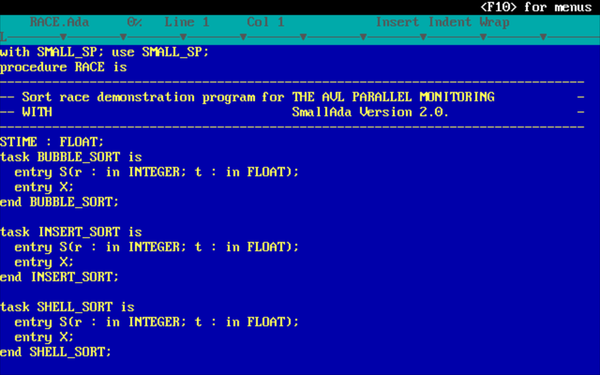 <F10> for menus
RACE.Ada 0% Line 1 Col 1 Insert Indent Wrap
L
with SMALL_SP; use SMALL_SP;
procedure RACE is
--------------------------------------------------------------------------------
-- Sort race demonstration program for THE AVL PARALLEL MONITORING -
-- WITH SmallAda Version 2.0. -
--------------------------------------------------------------------------------
STIME : FLOAT;
task BUBBLE_SORT is
  entry S(r : in INTEGER; t : in FLOAT);
  entry X;
end BUBBLE_SORT;

task INSERT_SORT is
  entry S(r : in INTEGER; t : in FLOAT);
  entry X;
end INSERT_SORT;

task SHELL_SORT is
  entry S(r : in INTEGER; t : in FLOAT);
  entry X;
end SHELL_SORT;